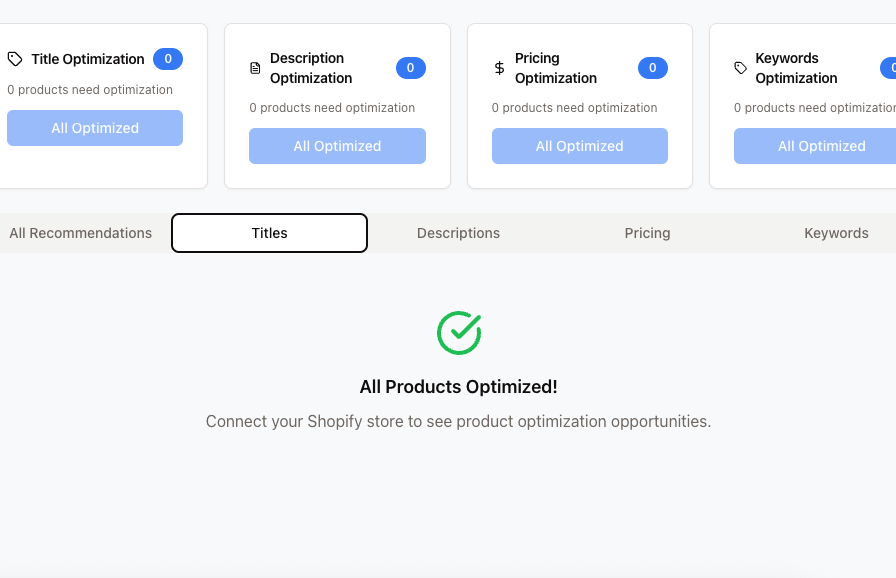 Title Optimization 0
0 products need optimization
All Optimized
Description
Optimization
0
0 products need optimization
All Optimized
Pricing
Optimization
0
0 products need optimization
All Optimized
Keywords
Optimization
0
0 products need optimization
All Optimized
All Recommendations Titles Descriptions Pricing Keywords
All Products Optimized!
Connect your Shopify store to see product optimization opportunities.